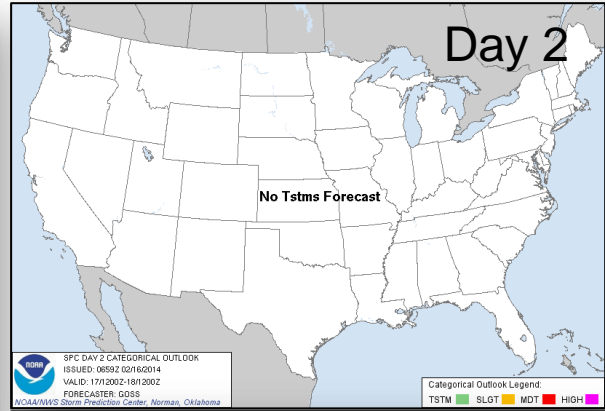 Day 2
No Tstms Forecast
NOAA
SPC DAY 2 CATEGORICAL OUTLOOK
ISSUED: 0659Z 02/16/2014
VALID: 17/1200Z-18/1200Z
FORECASTER: GOSS
NOAA/NWS Storm Prediction Center, Norman, Oklahoma
Categorical Outlook Legend:
TSTM SLGT MDT HIGH